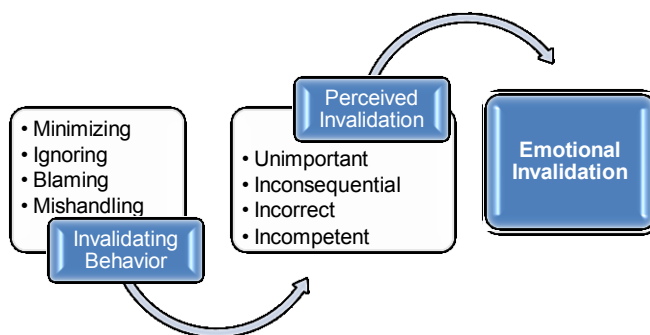 • Minimizing
• Ignoring
• Blaming
• Mishandling
Invalidating
Behavior
Perceived
Invalidation
• Unimportant
• Inconsequential
• Incorrect
• Incompetent
Emotional
Invalidation